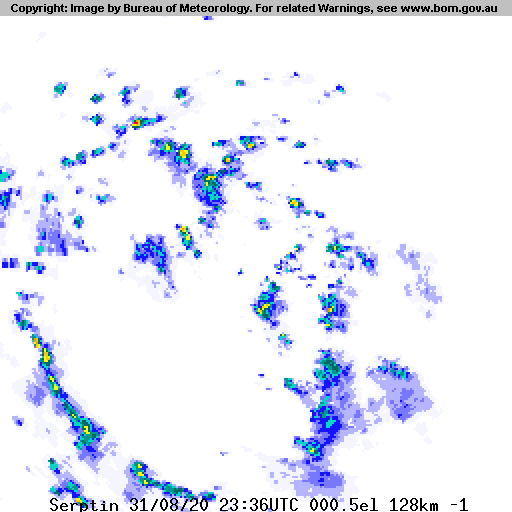 Copyright: Image by Bureau of Meteorology. For related Warnings, see www.bom.gov.au
Serptin 31/08/20 23:36UTC 000.5el 128km -1